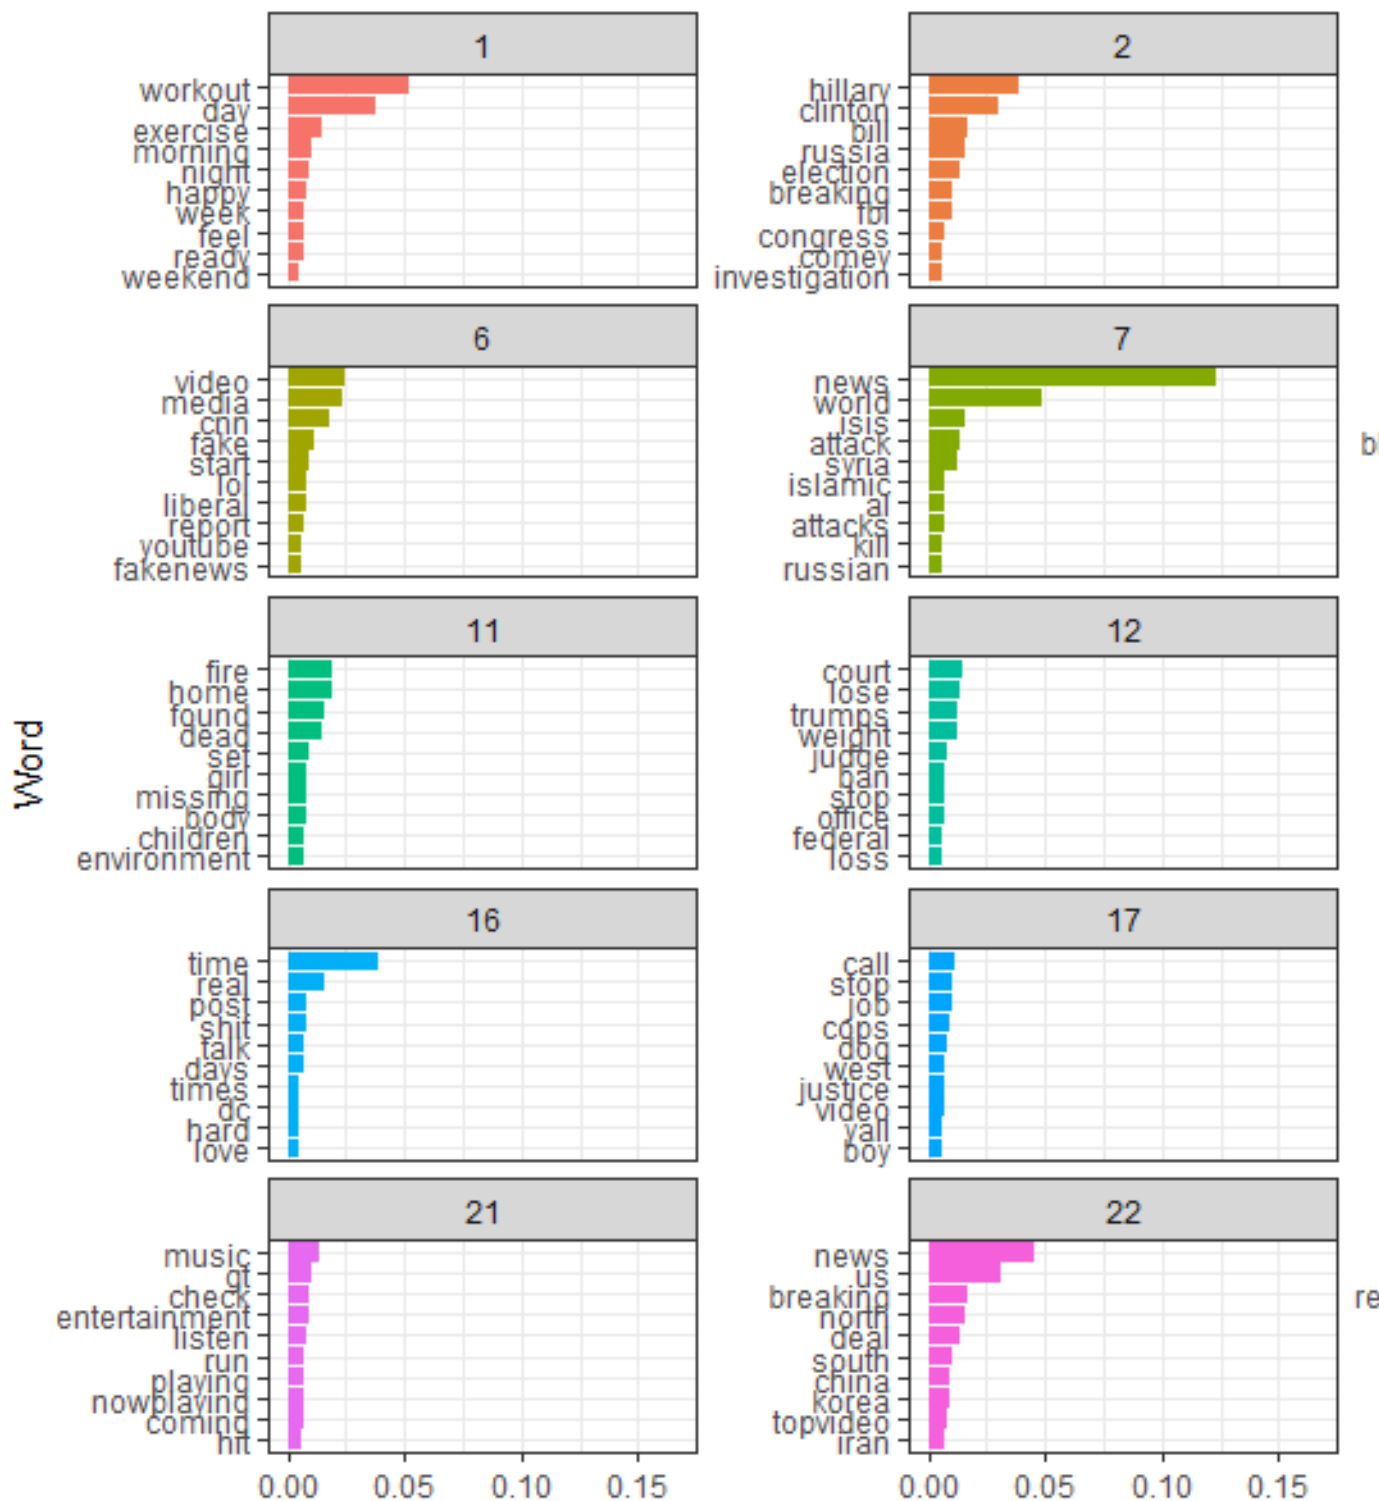 1
workout
day
exercise
morning
night
happy
week
feel
ready
weekend
2
hillary
clinton
bill
russia
election
breaking
fbi
congress
comey
investigation
6
video
media
cnn
fake
start
lol
liberal
report
youtube
fakenews
7
news
world
isis
attack
syria
islamic
al
attacks
kill
russian
bl
Word
11
fire
home
found
dead
set
girl
missing
body
children
environment
12
court
lose
trumps
weight
judge
ban
stop
office
federal
loss
16
time
real
post
shit
talk
days
times
dc
hard
love
17
call
stop
job
cops
dog
west
justice
video
yall
boy
21
music
gt
check
entertainment
listen
run
playing
nowplaying
coming
hit
22
news
us
breaking
north
deal
south
china
korea
topvideo
iran
re
0.00 0.05 0.10 0.15
0.00 0.05 0.10 0.15